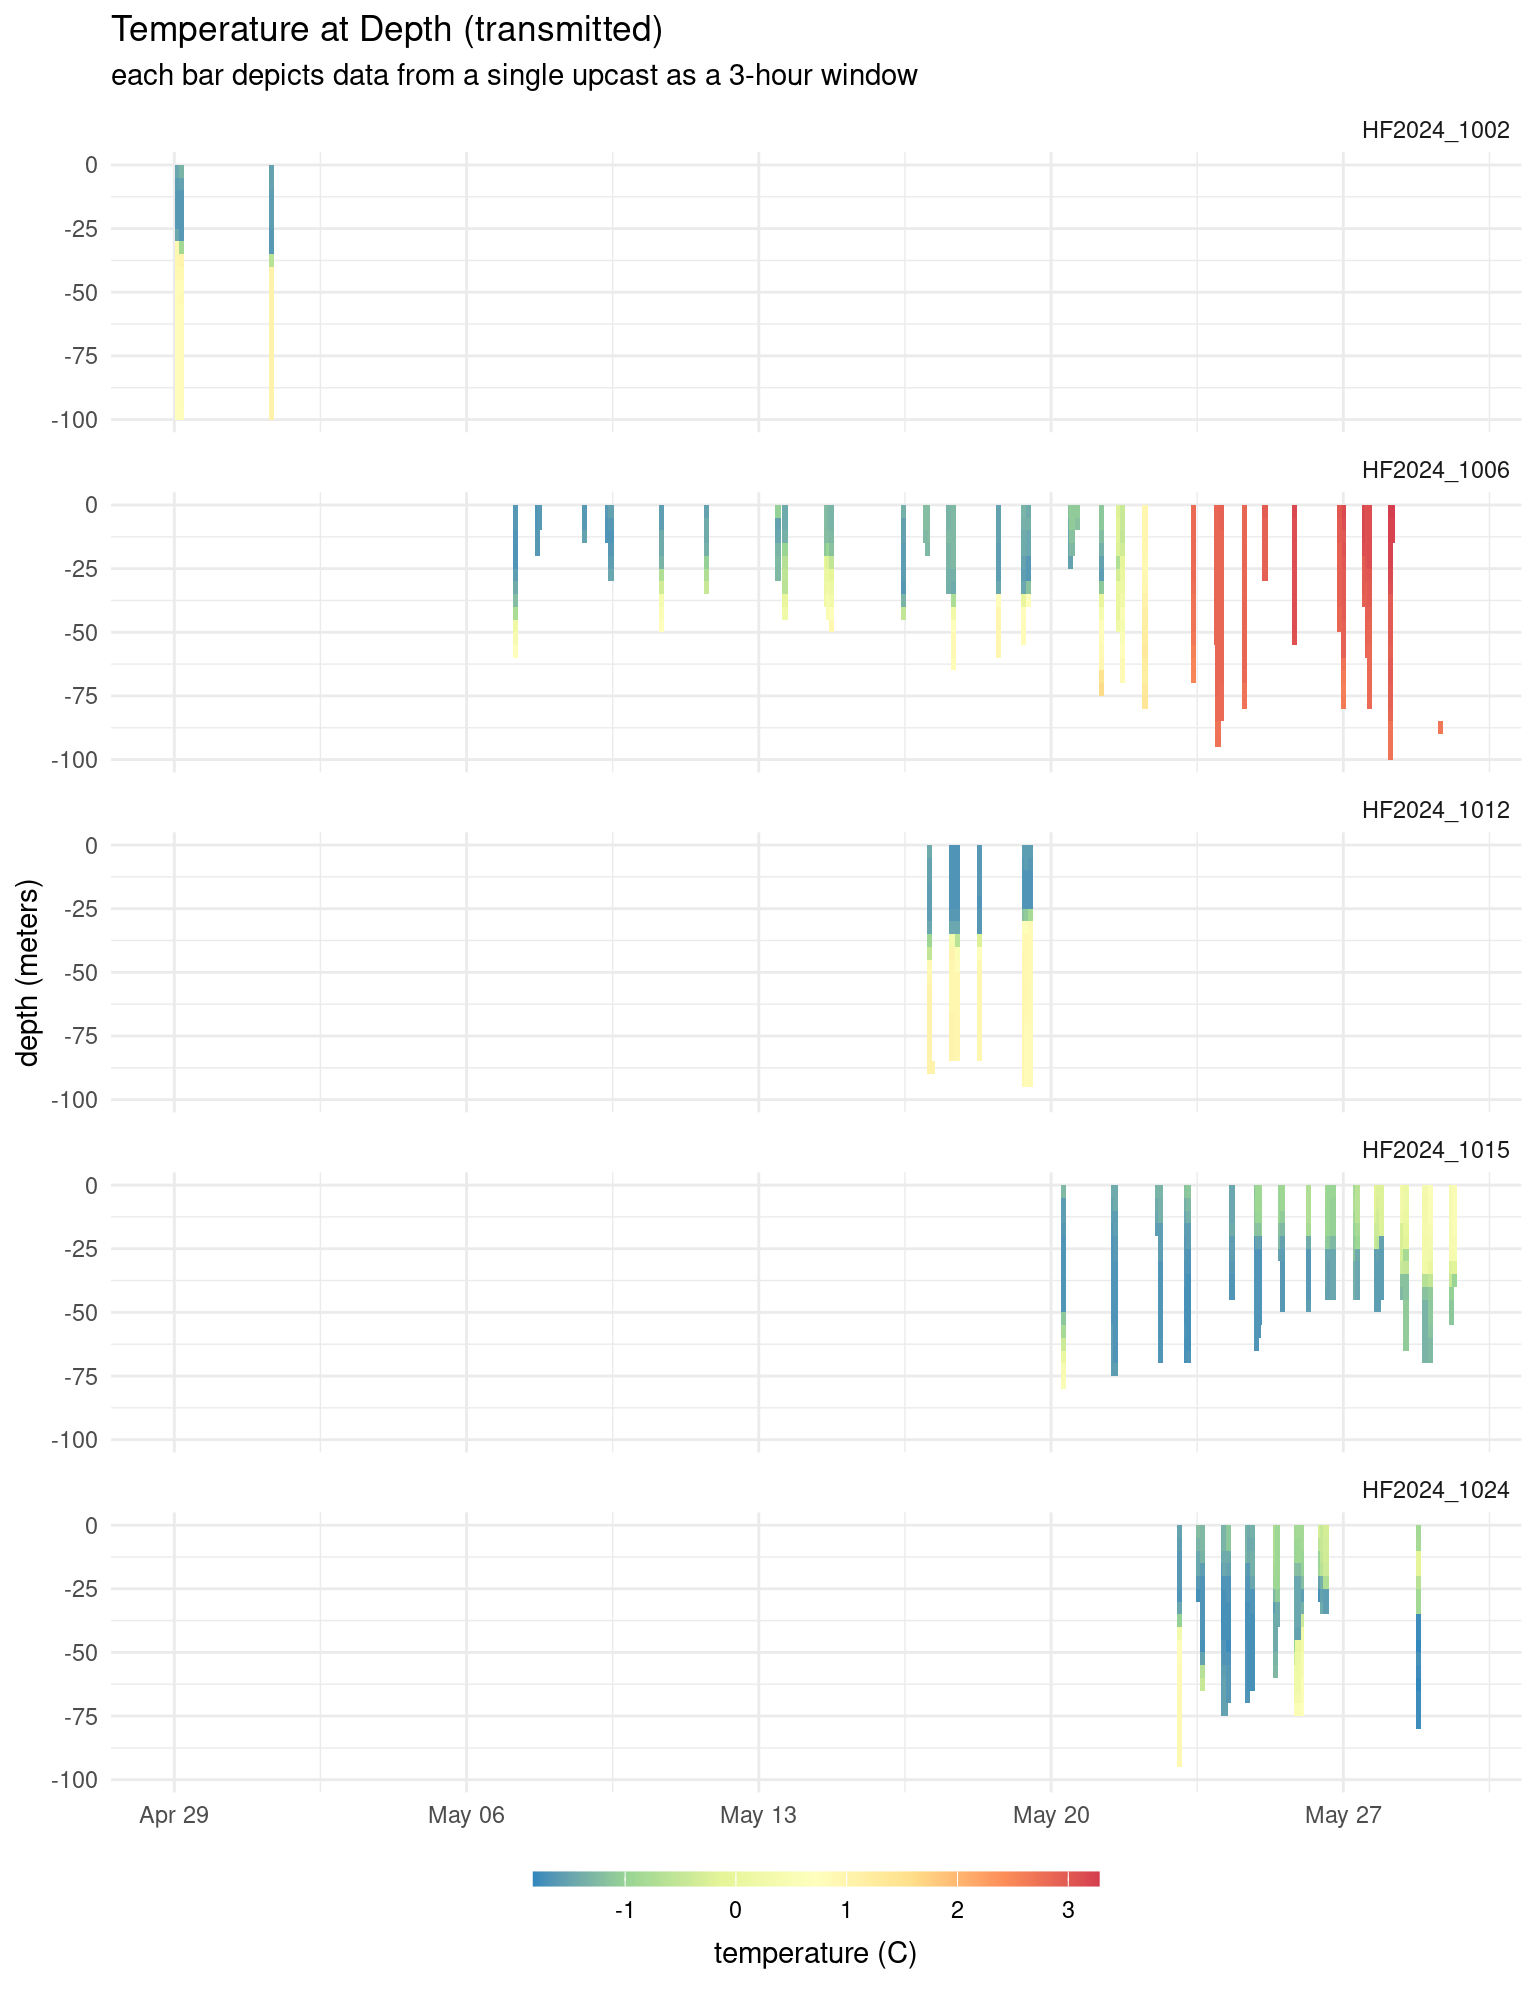 Temperature at Depth (transmitted)
each bar depicts data from a single upcast as a 3-hour window
HF2024_1002
0
-25
-50
-75
-100
HF2024_1006
0
-25
-50
-75
-100
HF2024_1012
0
-25
-50
-75
-100
depth (meters)
HF2024_1015
0
-25
-50
-75
-100
HF2024_1024
0
-25
-50
-75
-100
Apr 29 May 06 May 13 May 20 May 27
-1 0 1 2 3
temperature (C)